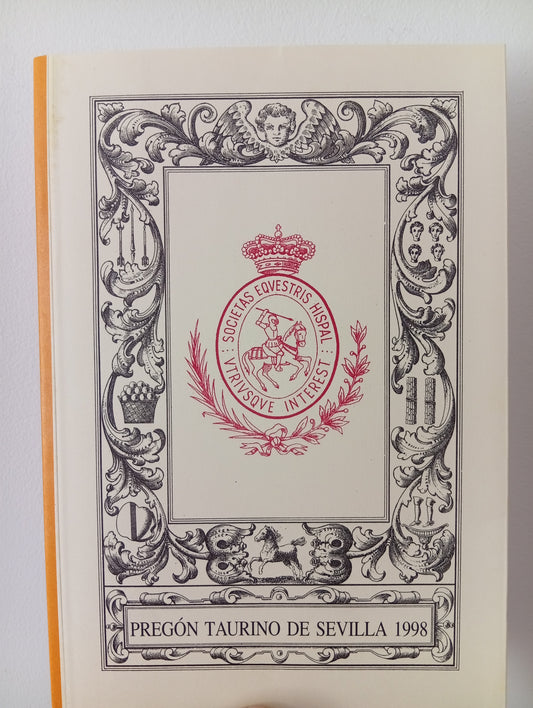 : SOCIETAS EQVESTRIS HISPAL :
VTRIVSQVE INTEREST
PREGÓN TAURINO DE SEVILLA 1998